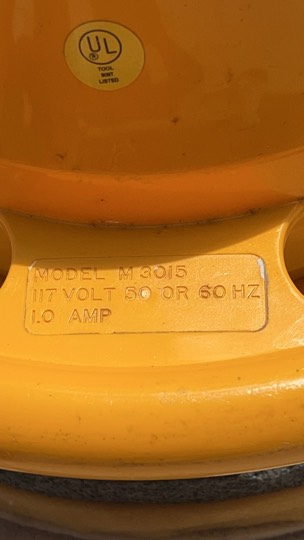 UL
TOOL
LISTED
MODEL M 3015
117 VOLT 50 OR 60 HZ
1.0 AMP